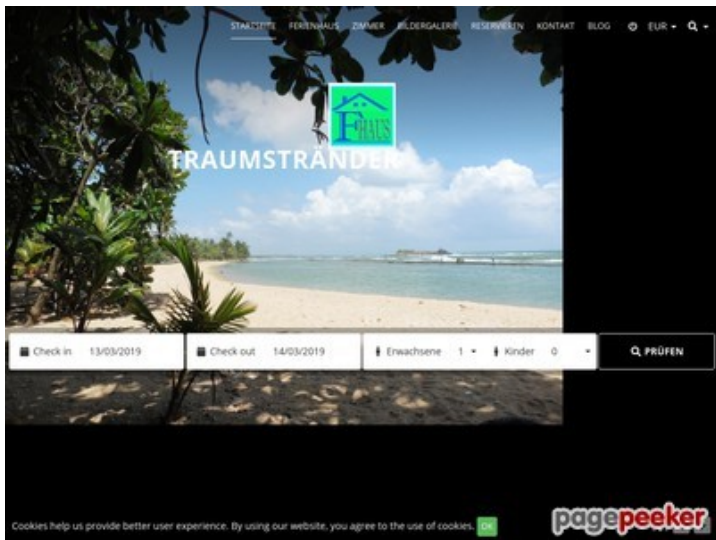 STARTSEITE FERIENHAUS ZIMMER BILDERGALERIE RESERVIEREN KONTAKT BLOG EUR
FHAUS
TRAUMSTRÄNDER
Check in 13/03/2019 Check out 14/03/2019 Erwachsene 1 Kinder 0 PRÜFEN
Cookies help us provide better user experience. By using our website, you agree to the use of cookies. OK
pagepeeker